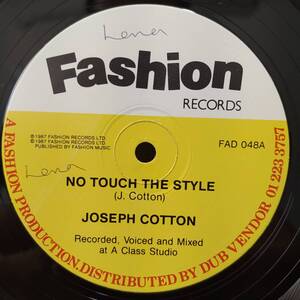 Lena
Fashion
RECORDS
℗1987 FASHION RECORDS LTD
©1987 FASHION RECORDS LTD
PUBLISHED BY FASHION MUSIC
FAD 048A
Lena
NO TOUCH THE STYLE
(J. Cotton)
JOSEPH COTTON
Recorded, Voiced and Mixed
at A Class Studio
A FASHION PRODUCTION. DISTRIBUTED BY DUB VENDOR 01 223 3757